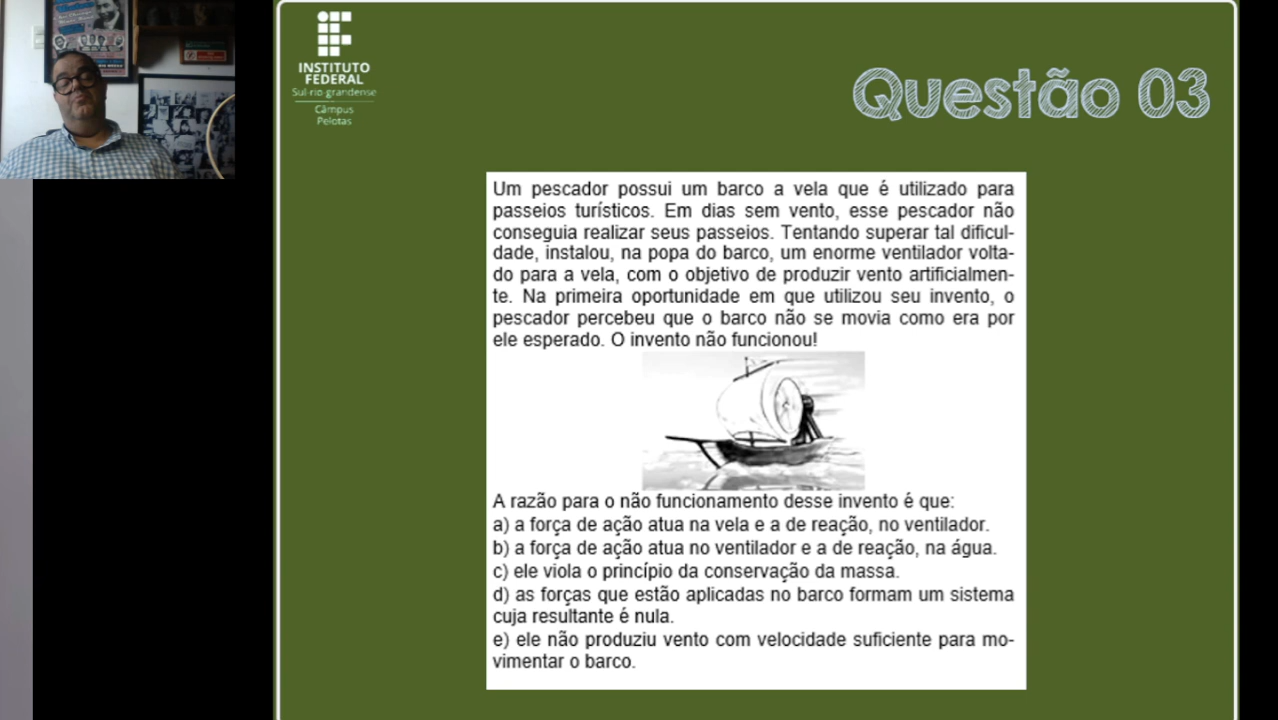 INSTITUTO
FEDERAL
Sul-rio-grandense
Câmpus
Pelotas
Questão 03
Um pescador possui um barco a vela que é utilizado para
passeios turísticos. Em dias sem vento, esse pescador não
conseguia realizar seus passeios. Tentando superar tal dificul-
dade, instalou, na popa do barco, um enorme ventilador volta-
do para a vela, com o objetivo de produzir vento artificialmen-
te. Na primeira oportunidade em que utilizou seu invento, o
pescador percebeu que o barco não se movia como era por
ele esperado. O invento não funcionou!
A razão para o não funcionamento desse invento é que:
a) a força de ação atua na vela e a de reação, no ventilador.
b) a força de ação atua no ventilador e a de reação, na água.
c) ele viola o princípio da conservação da massa.
d) as forças que estão aplicadas no barco formam um sistema
cuja resultante é nula.
e) ele não produziu vento com velocidade suficiente para mo-
vimentar o barco.